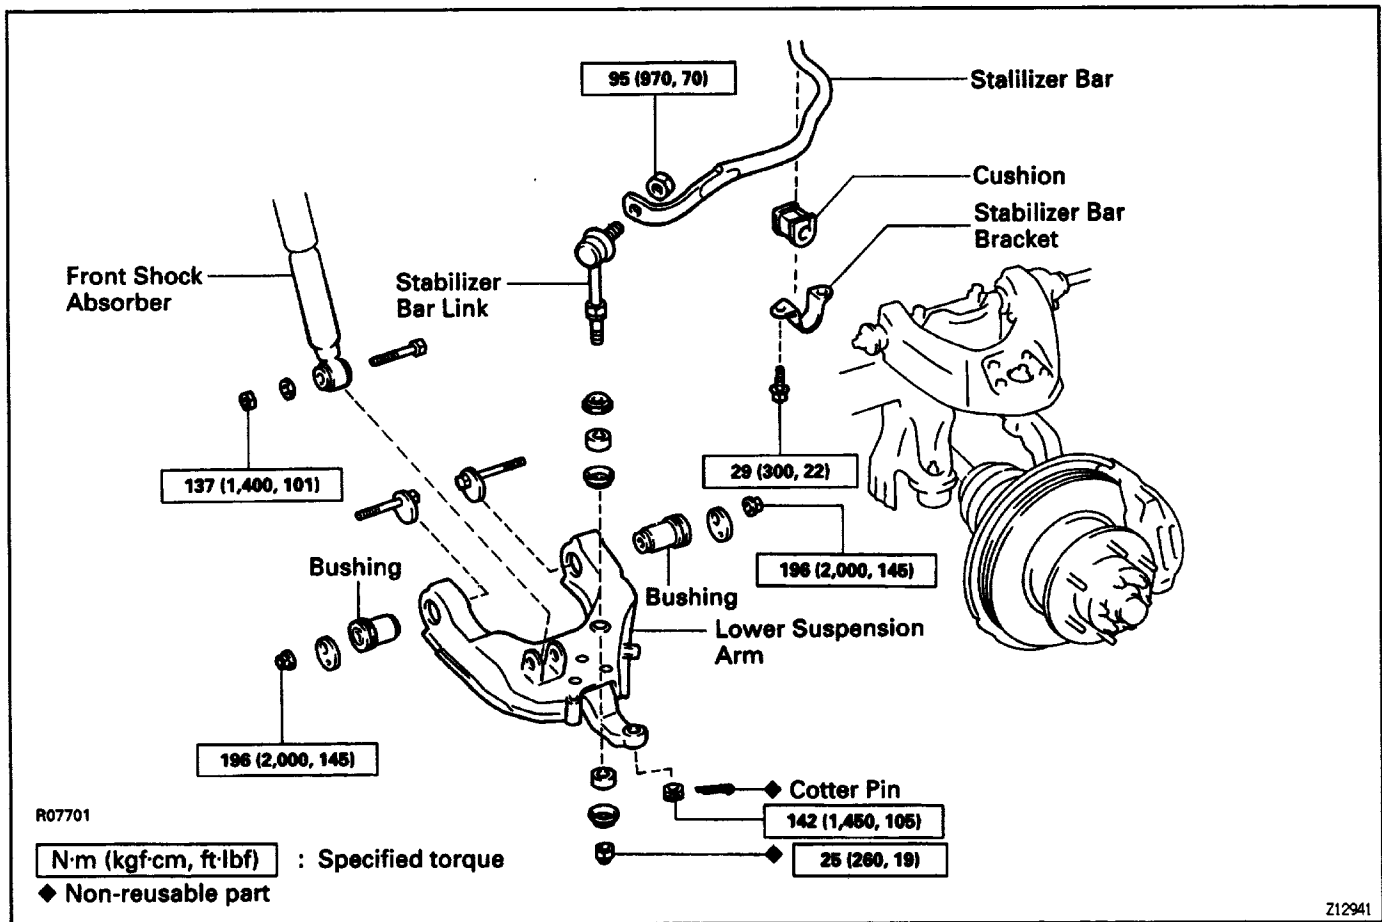 95 (970, 70)
Stalilizer Bar
Cushion
Stabilizer Bar
Bracket
Front Shock
Absorber
Stabilizer
Bar Link
137 (1,400, 101)
29 (300, 22)
196 (2,000, 145)
Bushing
Bushing
Lower Suspension
Arm
196 (2,000, 145)
◆ Cotter Pin
142 (1,450, 105)
◆ 25 (260, 19)
R07701
N·m (kgf·cm, ft·lbf) : Specified torque
◆ Non-reusable part
Z12941